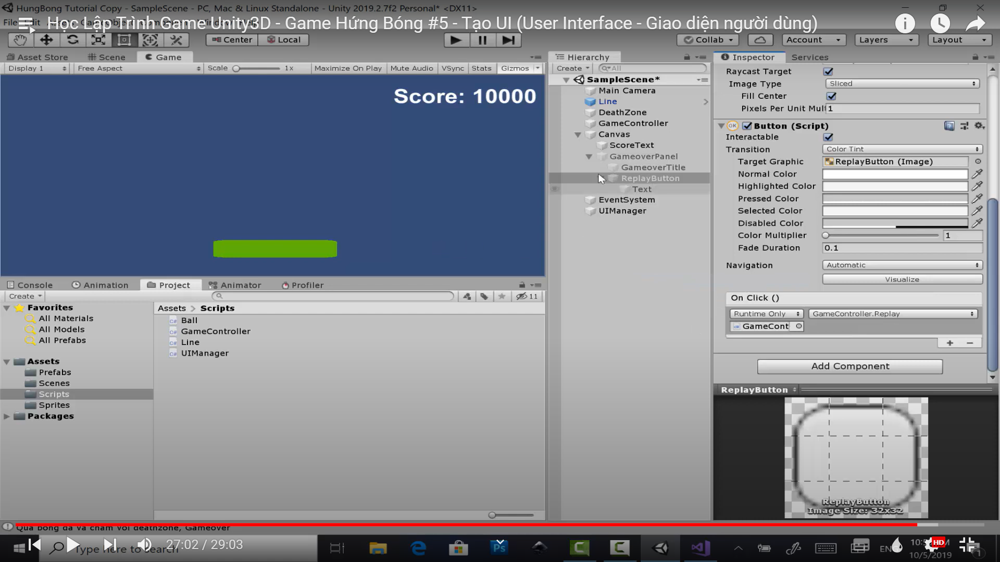 HungBong Tutorial Copy - SampleScene - PC, Mac & Linux Standalone - Unity 2019.2.7f2 Personal* <DX11>
Học Lập Trình Game Unity3D - Game Hứng Bóng #5 - Tạo UI (User Interface - Giao diện người dùng)
Center Local Collab Account Layers Layout
Asset Store Scene Game
Display 1 Free Aspect Scale 1x Maximize On Play Mute Audio VSync Stats Gizmos
Score: 10000
Hierarchy
Create All
SampleScene*
Main Camera
Line
DeathZone
GameController
Canvas
ScoreText
GameoverPanel
GameoverTitle
ReplayButton
Text
EventSystem
UIManager
Inspector Services
Raycast Target
Image Type Sliced
Fill Center
Pixels Per Unit Mul 1
Button (Script)
Interactable
Transition Color Tint
Target Graphic ReplayButton (Image)
Normal Color
Highlighted Color
Pressed Color
Selected Color
Disabled Color
Color Multiplier 1
Fade Duration 0.1
Navigation Automatic
Visualize
On Click ()
Runtime Only GameController.Replay
GameCont
+ −
Add Component
ReplayButton
ReplayButton
Image Size: 32x32
Console Animation Project Animator Profiler
Create 11
Favorites
All Materials
All Models
All Prefabs
Assets
Prefabs
Scenes
Scripts
Sprites
Packages
Assets > Scripts
Ball
GameController
Line
UIManager
Qua bong da va cham voi deathzone, Gameover
27:02 / 29:03
Type here to search
Ps
HD
10/5/2019
1